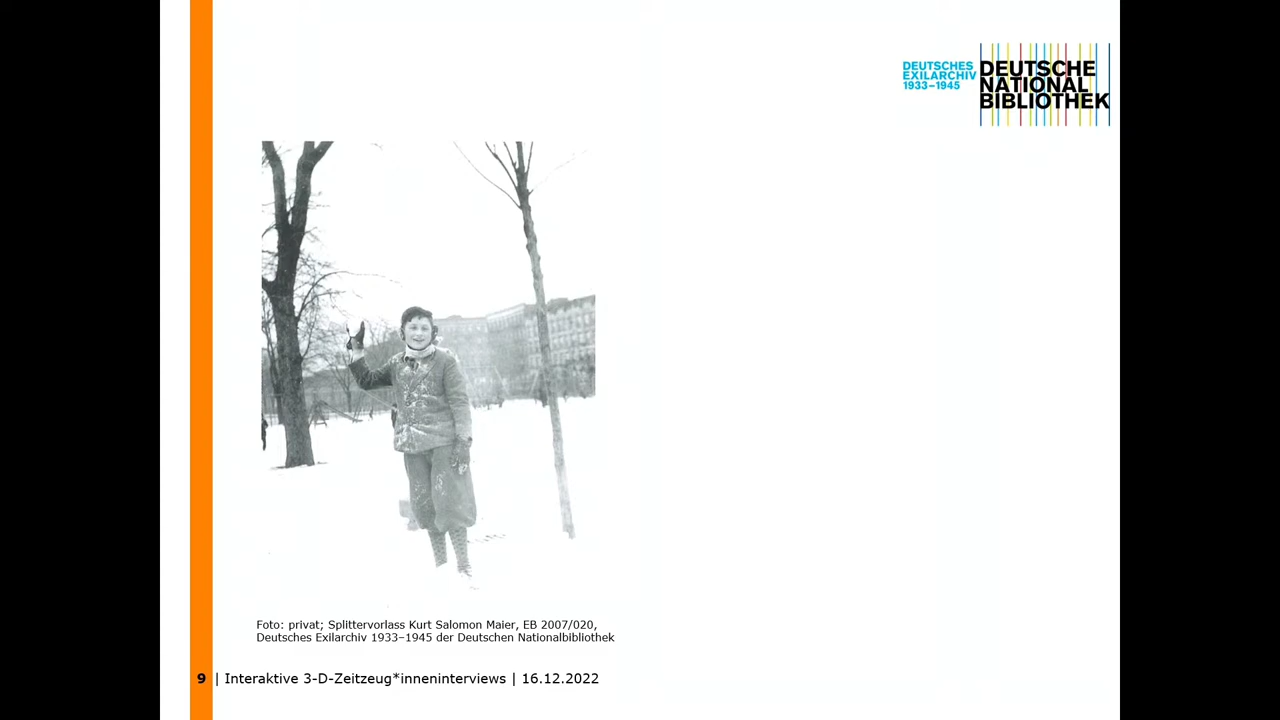 DEUTSCHES
EXILARCHIV
1933–1945
DEUTSCHE
NATIONAL
BIBLIOTHEK
Foto: privat; Splittervorlass Kurt Salomon Maier, EB 2007/020,
Deutsches Exilarchiv 1933–1945 der Deutschen Nationalbibliothek
9 | Interaktive 3-D-Zeitzeug*inneninterviews | 16.12.2022